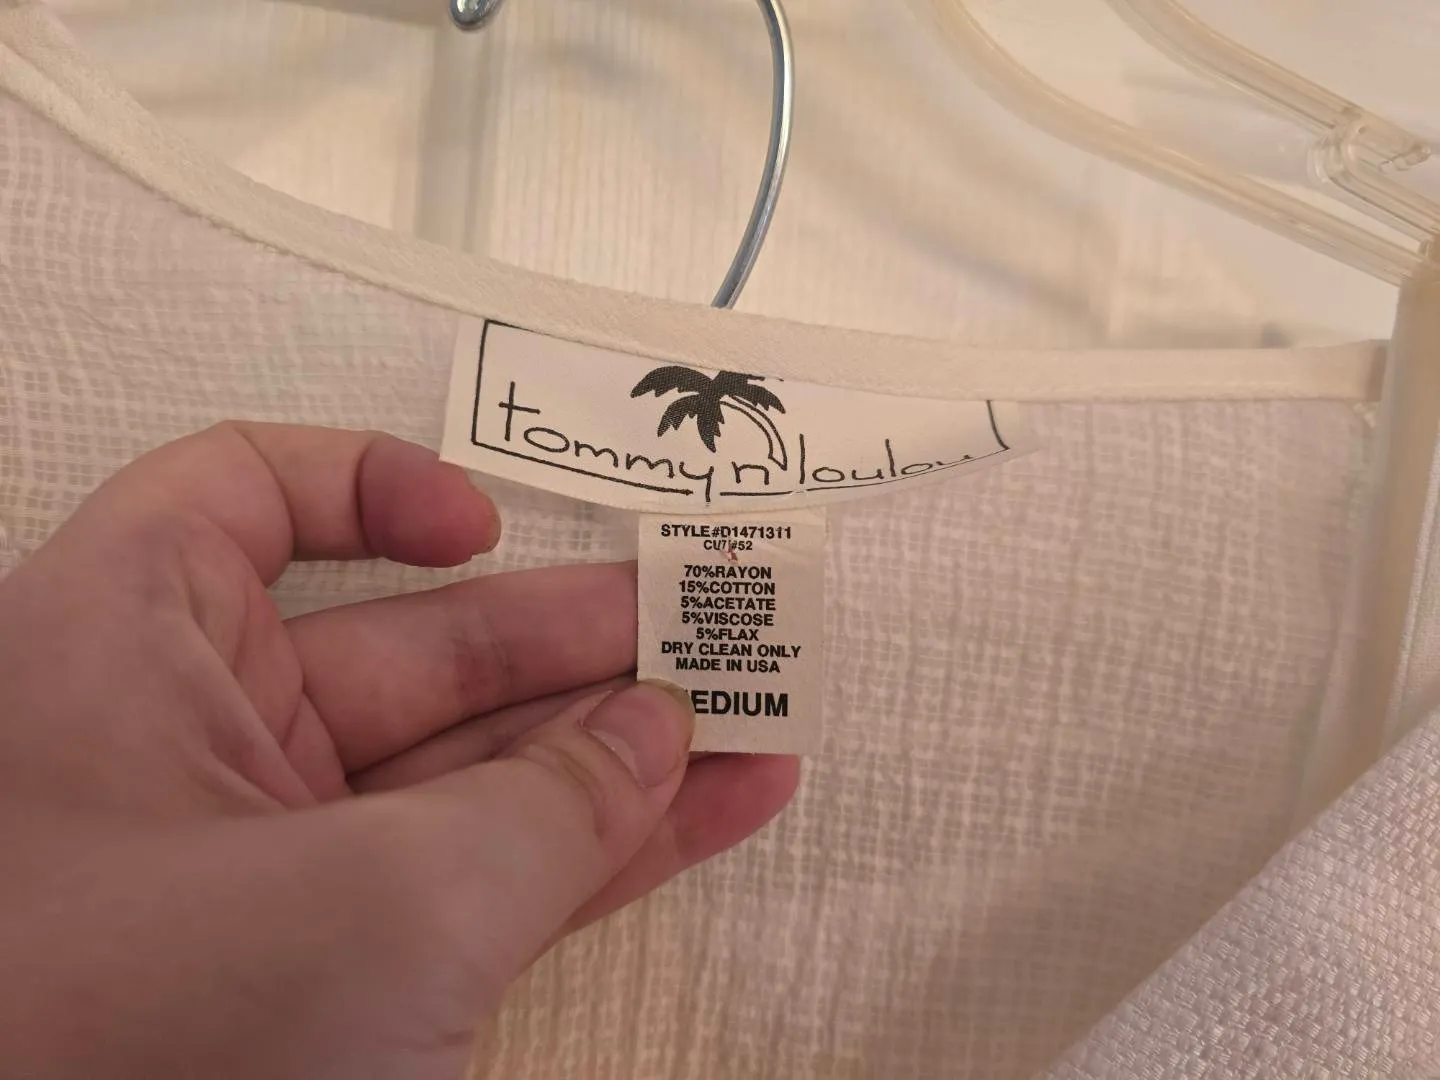 tommy n loulou
STYLE#D1471311
70%RAYON
15%COTTON
5%ACETATE
5%VISCOSE
5%FLAX
DRY CLEAN ONLY
MADE IN USA
EDIUM